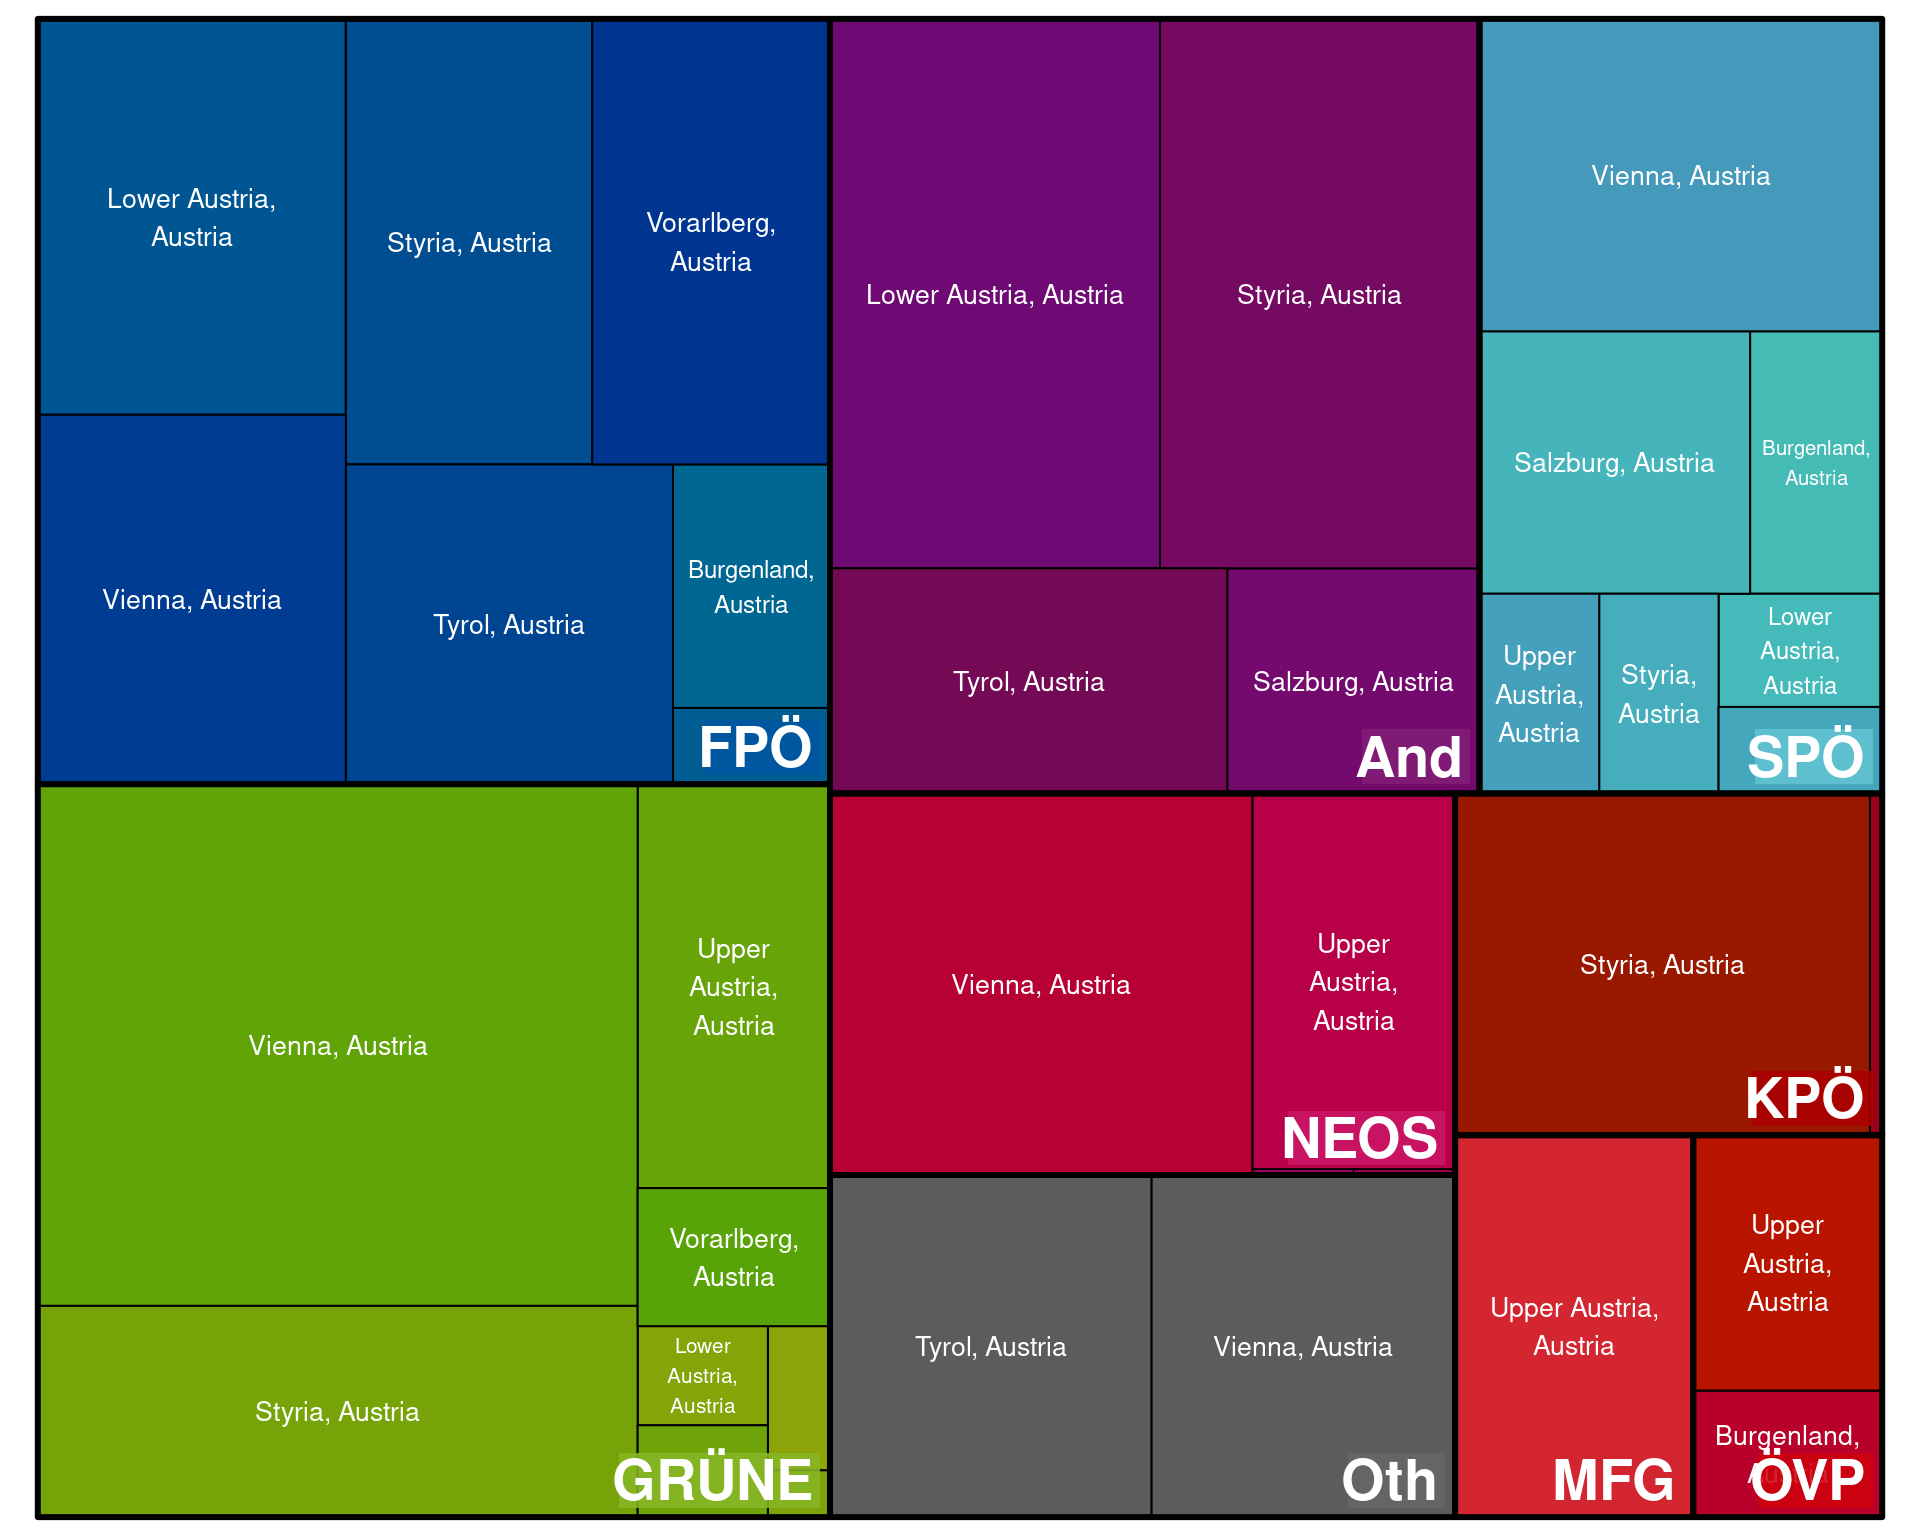 Lower Austria,
Austria
Styria, Austria
Vorarlberg,
Austria
Vienna, Austria
Tyrol, Austria
Burgenland,
Austria
FPÖ
Lower Austria, Austria
Styria, Austria
Tyrol, Austria
Salzburg, Austria
And
Vienna, Austria
Salzburg, Austria
Burgenland,
Austria
Upper
Austria,
Austria
Styria,
Austria
Lower
Austria,
Austria
SPÖ
Vienna, Austria
Upper
Austria,
Austria
Vorarlberg,
Austria
Styria, Austria
Lower
Austria,
Austria
GRÜNE
Vienna, Austria
Upper
Austria,
Austria
NEOS
Styria, Austria
KPÖ
Tyrol, Austria
Vienna, Austria
Oth
Upper Austria,
Austria
MFG
Upper
Austria,
Austria
Burgenland,
ÖVP